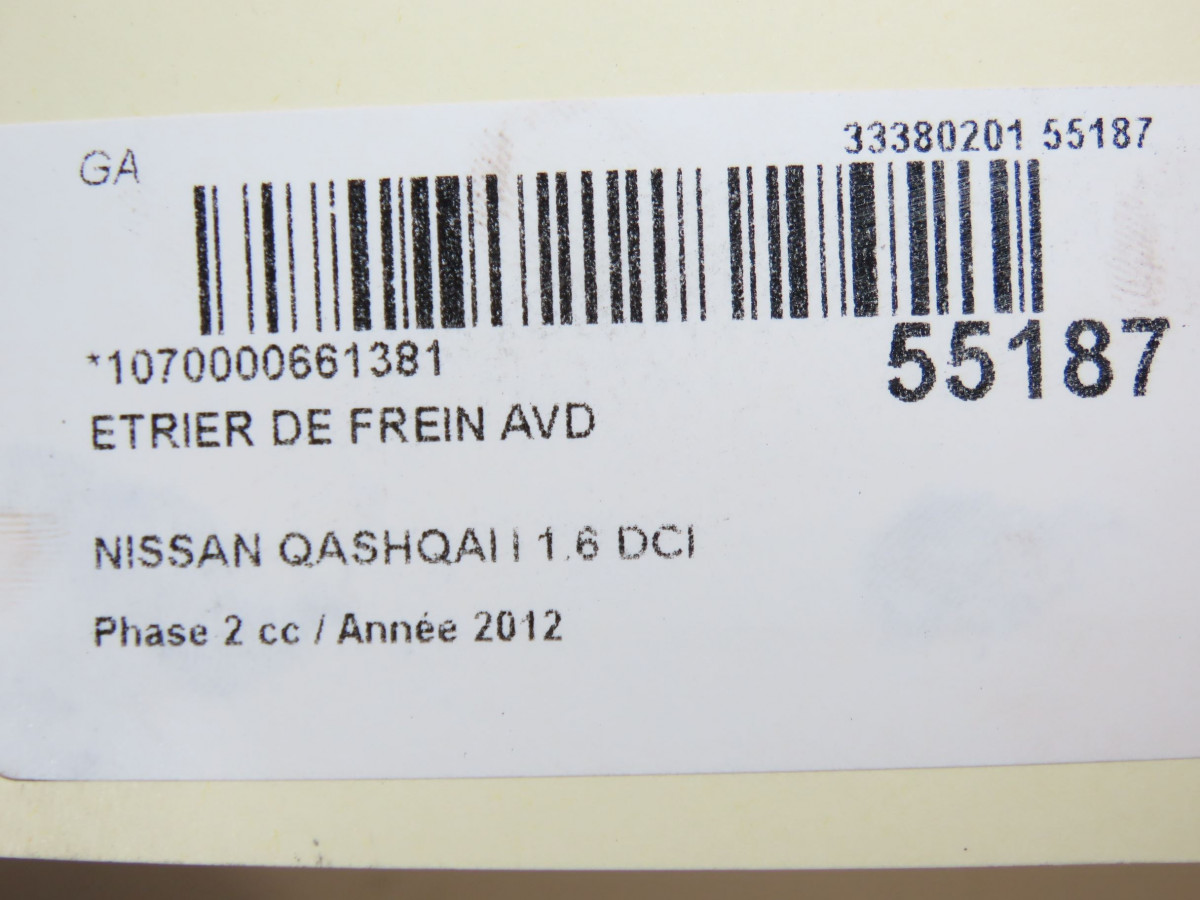 GA
33380201 55187
*1070000661381
55187
ETRIER DE FREIN AVD
NISSAN QASHQAI I 1.6 DCI
Phase 2 cc / Année 2012